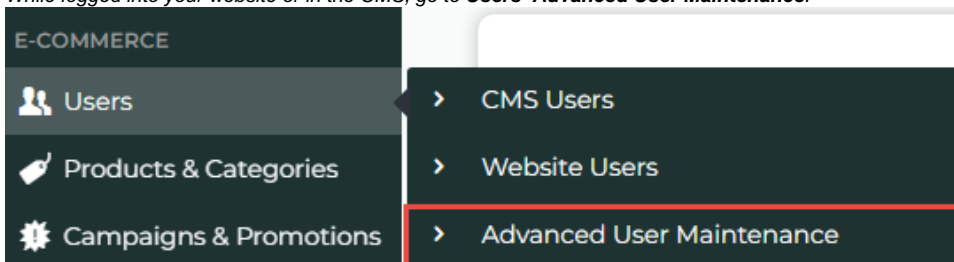 While logged into your website or in the CMS, go to Users Advanced User Maintenance.
E-COMMERCE
Users
CMS Users
Products & Categories
Website Users
Campaigns & Promotions
Advanced User Maintenance